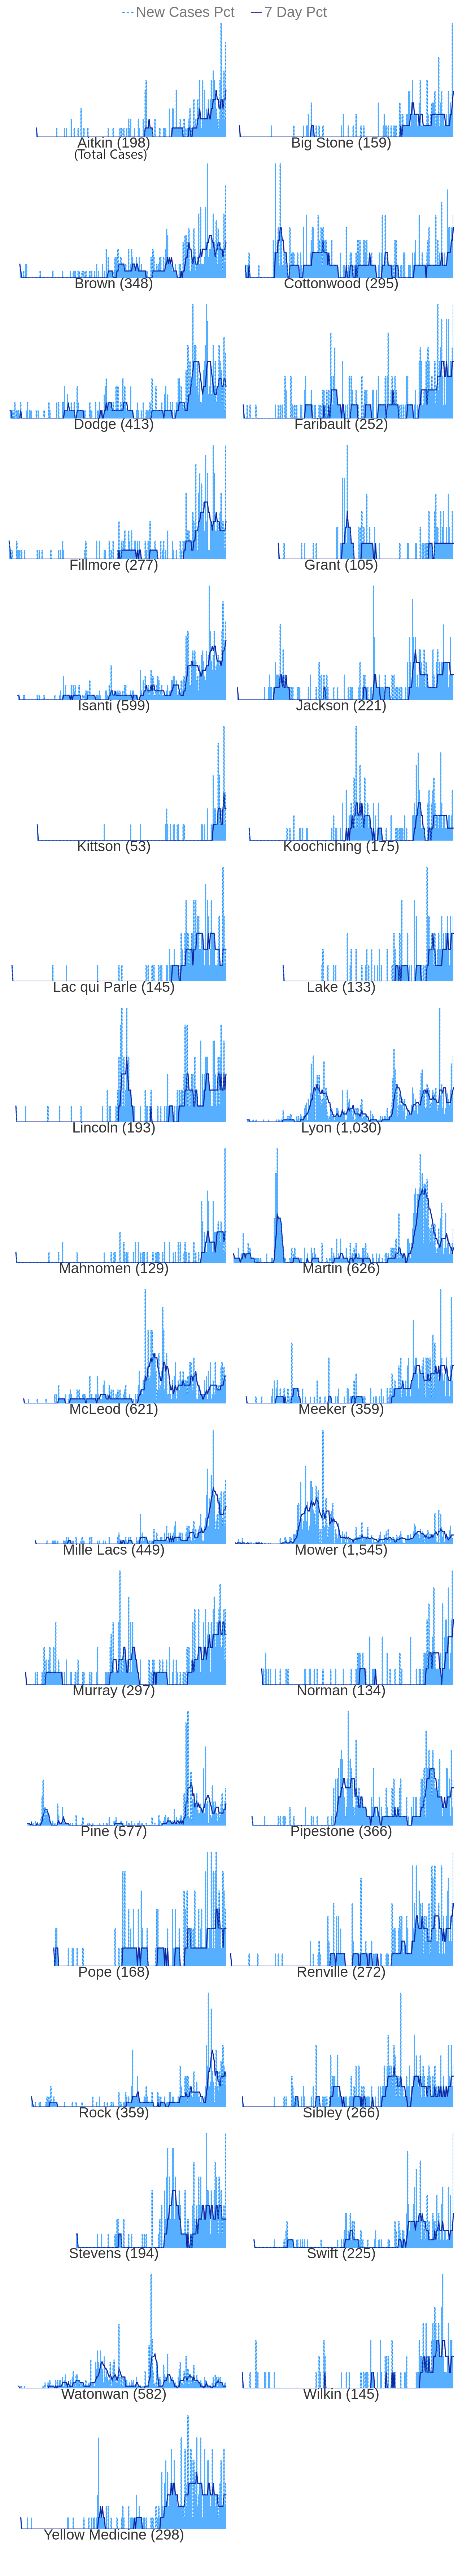 New Cases Pct 7 Day Pct
Aitkin (198) Big Stone (159)
(Total Cases)
Brown (348) Cottonwood (295)
Dodge (413) Faribault (252)
Fillmore (277) Grant (105)
Isanti (599) Jackson (221)
Kittson (53) Koochiching (175)
Lac qui Parle (145) Lake (133)
Lincoln (193) Lyon (1,030)
Mahnomen (129) Martin (626)
McLeod (621) Meeker (359)
Mille Lacs (449) Mower (1,545)
Murray (297) Norman (134)
Pine (577) Pipestone (366)
Pope (168) Renville (272)
Rock (359) Sibley (266)
Stevens (194) Swift (225)
Watonwan (582) Wilkin (145)
Yellow Medicine (298)